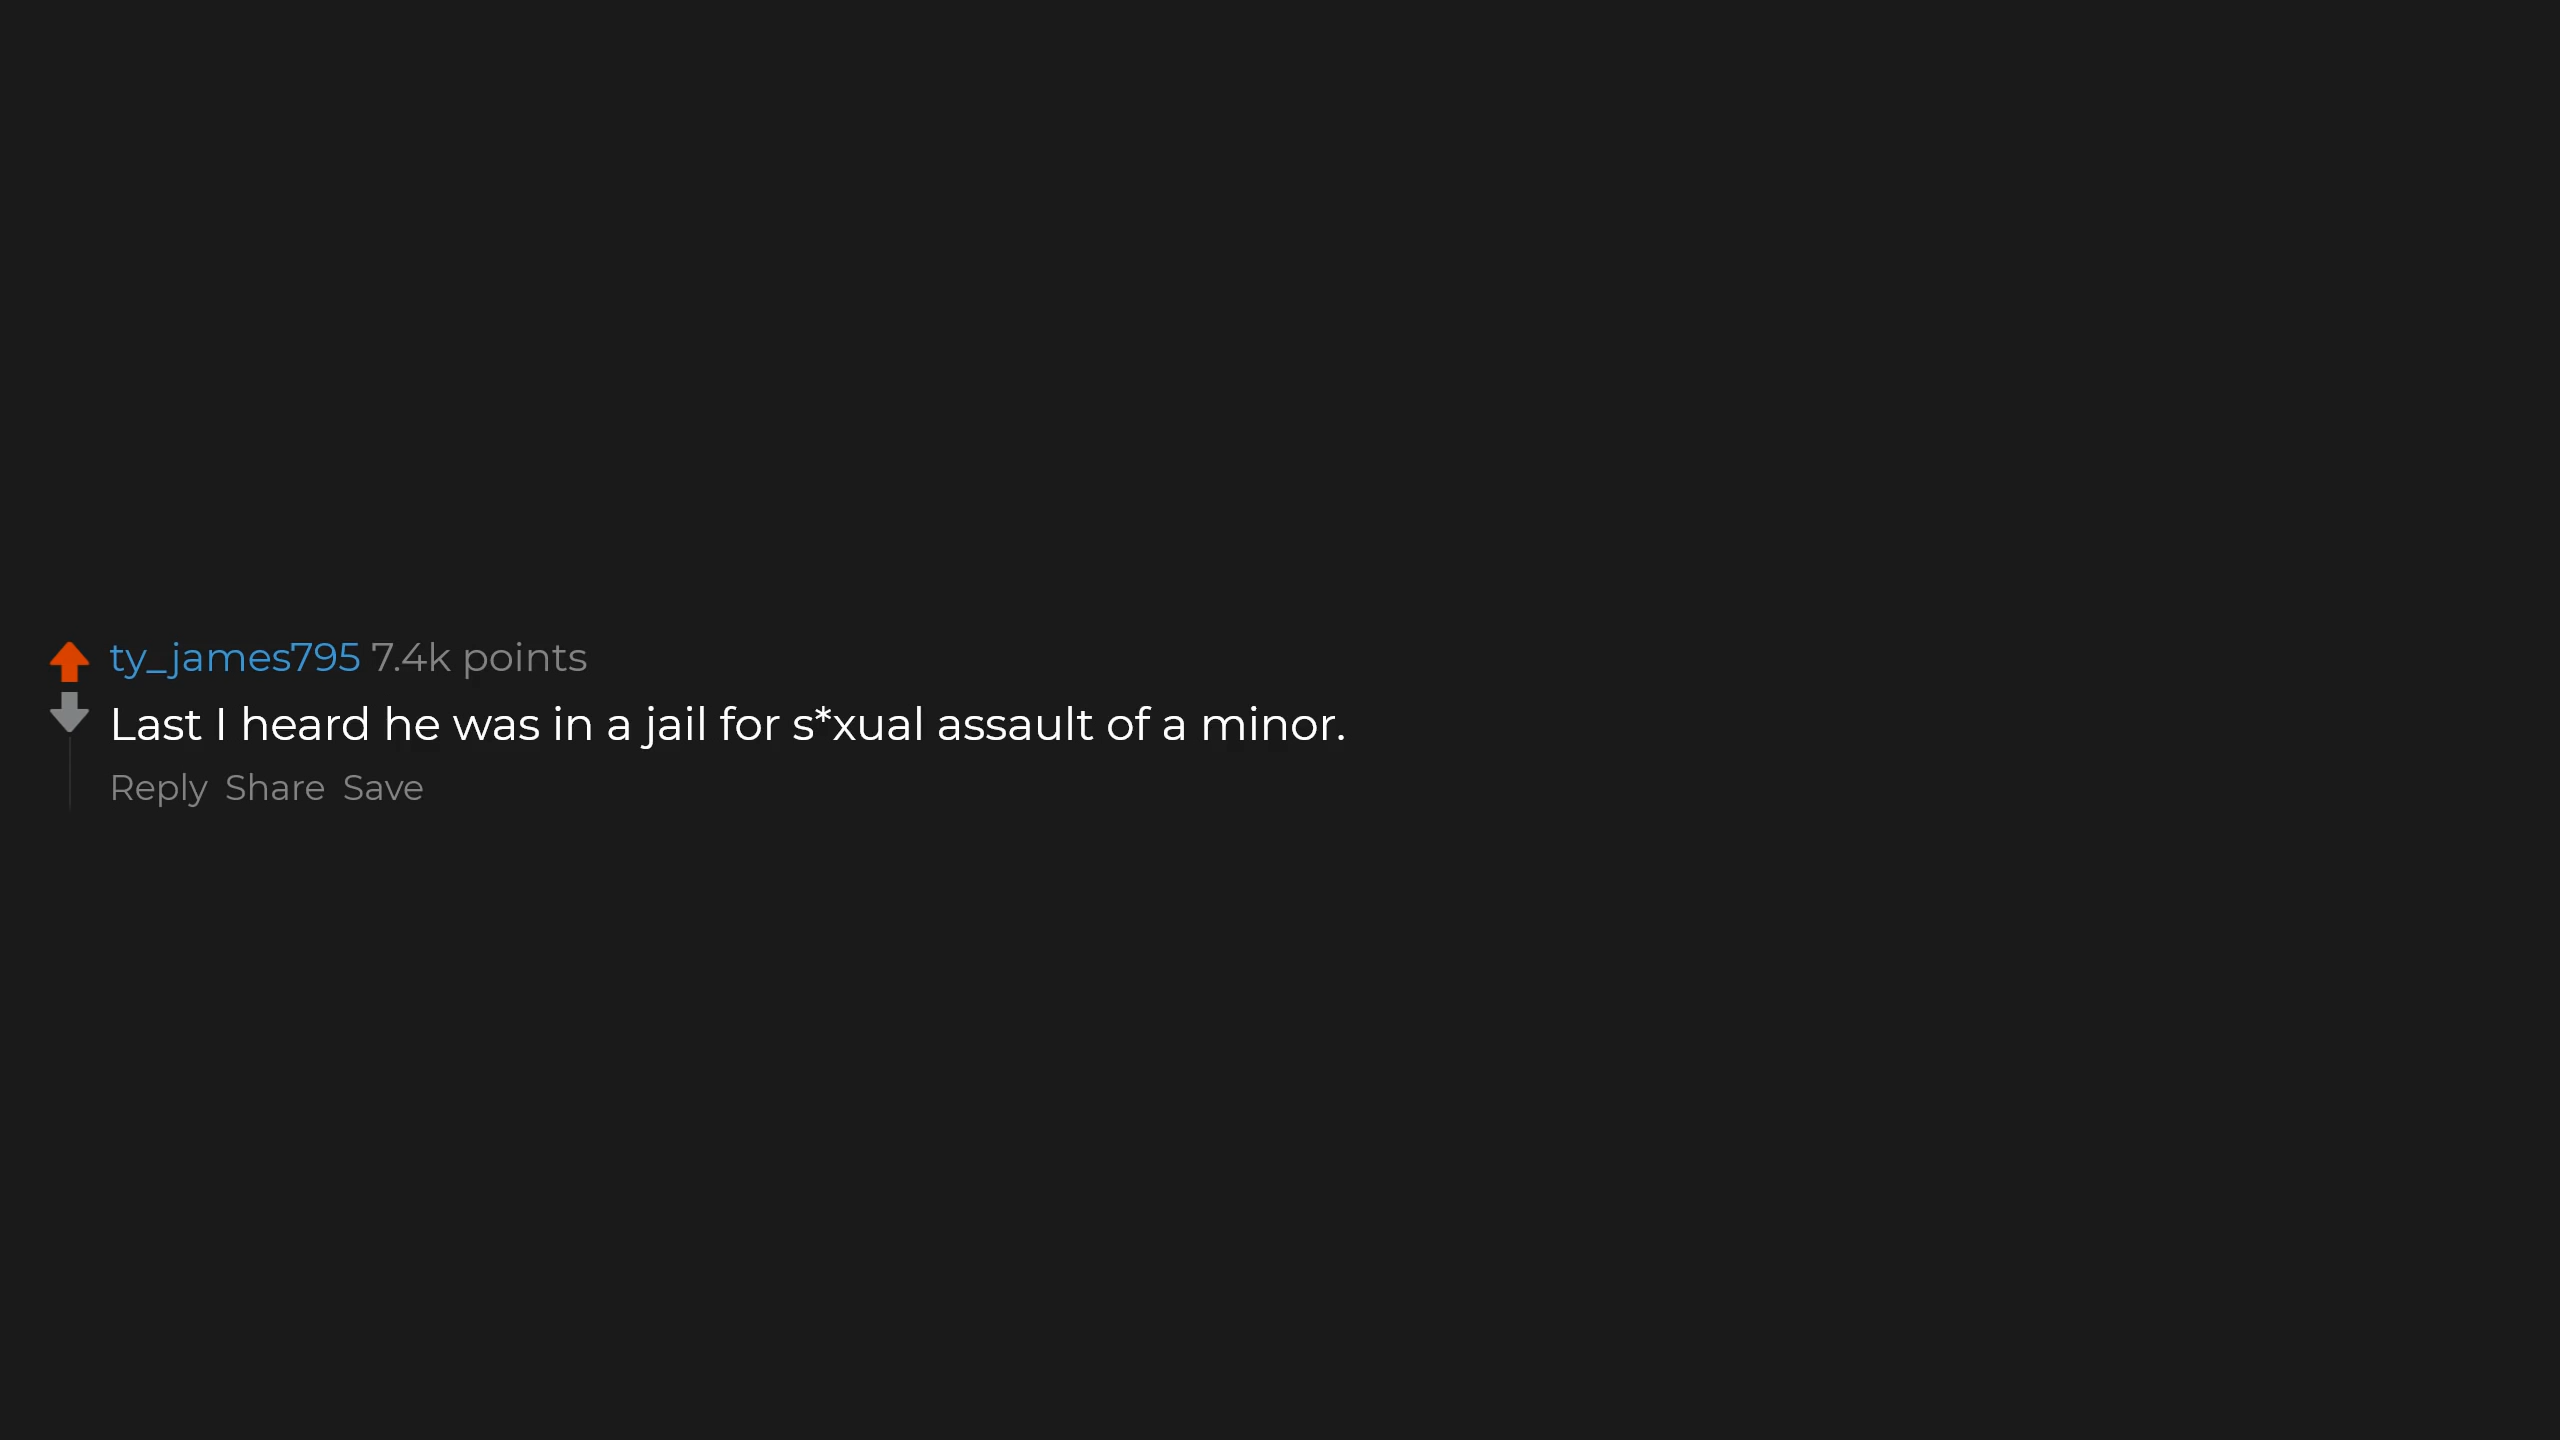 ty_james795 7.4k points
Last I heard he was in a jail for s*xual assault of a minor.
Reply Share Save